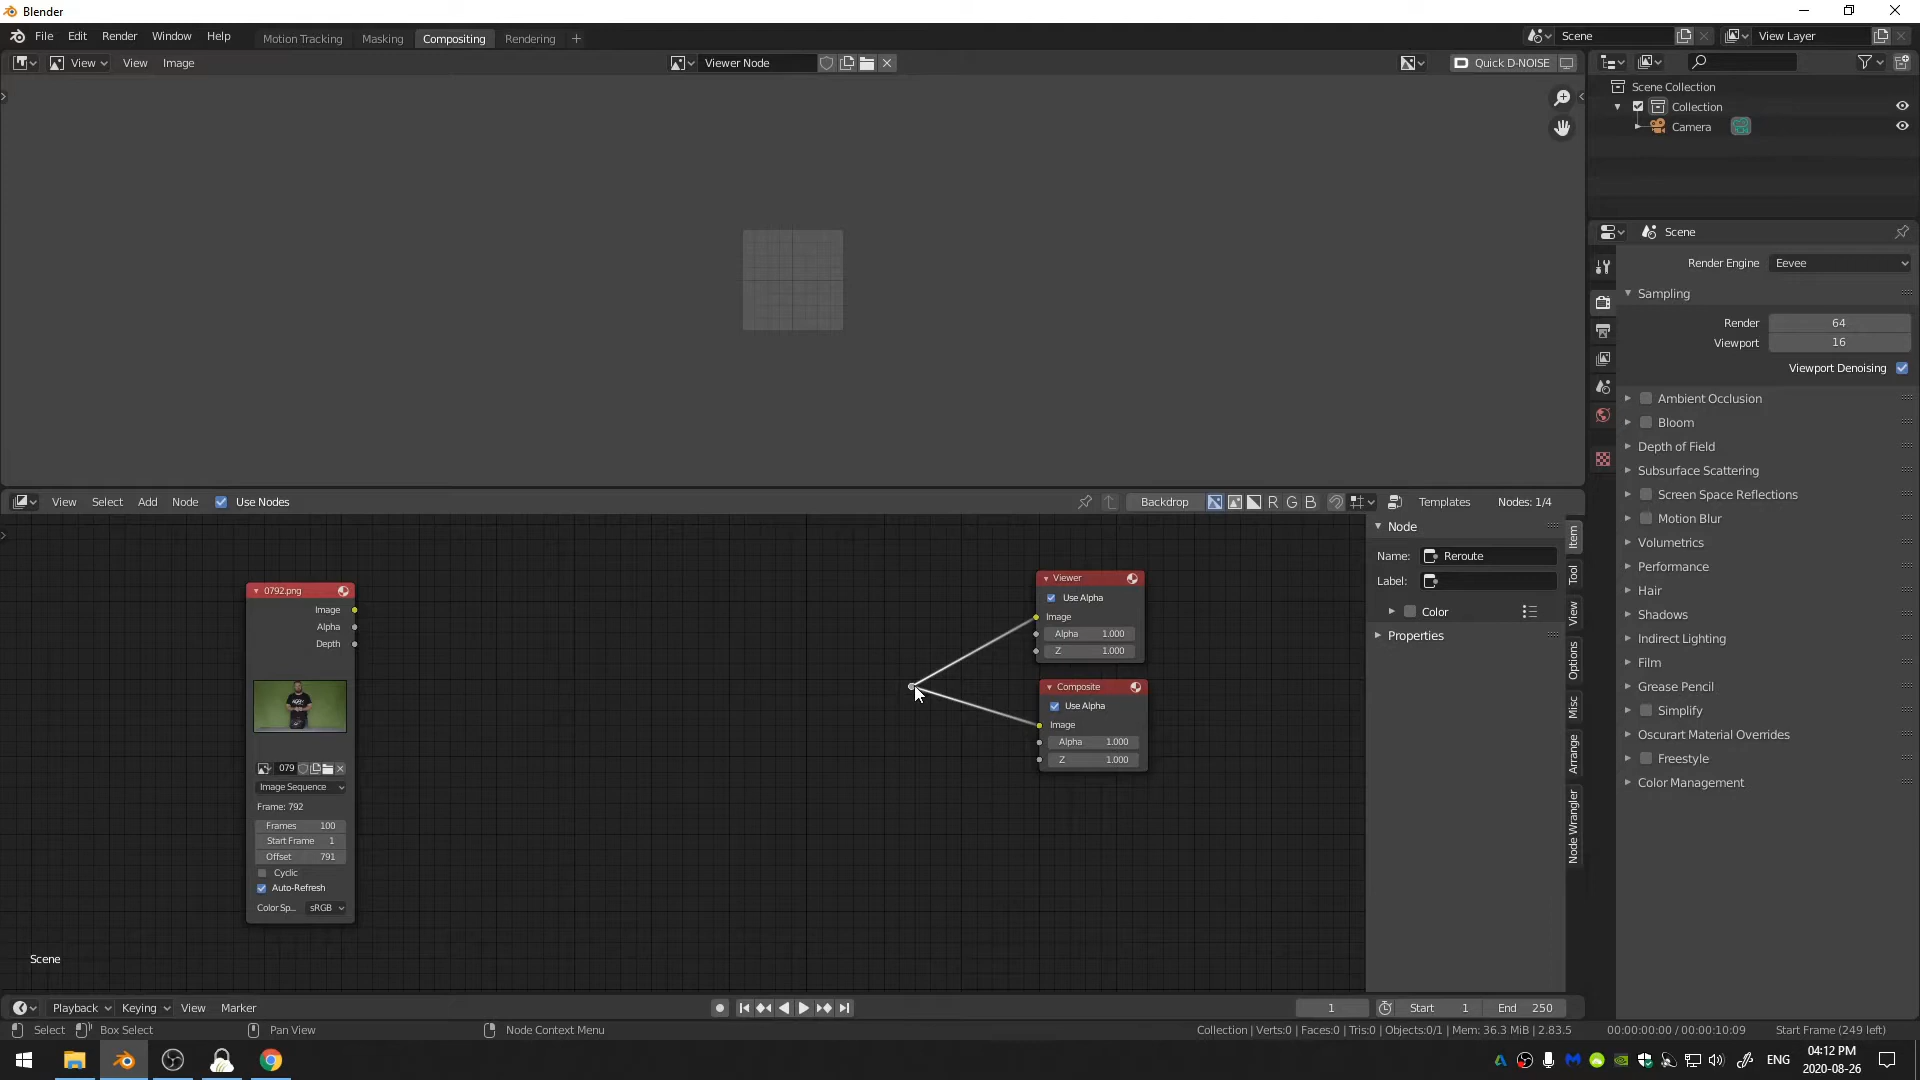 Blender
File Edit Render Window Help Motion Tracking Masking Compositing Rendering + Scene View Layer
View View Image Viewer Node Quick D-NOISE
Scene Collection
Collection
Camera
Scene
Render Engine Eevee
Sampling
Render 64
Viewport 16
Viewport Denoising
Ambient Occlusion
Bloom
Depth of Field
Subsurface Scattering
Screen Space Reflections
Motion Blur
Volumetrics
Performance
Hair
Shadows
Indirect Lighting
Film
Grease Pencil
Simplify
Oscurart Material Overrides
Freestyle
Color Management
View Select Add Node Use Nodes Backdrop R G B Templates Nodes: 1/4
0792.png
Image
Alpha
Depth
079
Image Sequence
Frame: 792
Frames 100
Start Frame 1
Offset 791
Cyclic
Auto-Refresh
Color Sp... sRGB
Viewer
Use Alpha
Image
Alpha 1.000
Z 1.000
Composite
Use Alpha
Image
Alpha 1.000
Z 1.000
Node
Name: Reroute
Label:
Color
Properties
Item
Tool
View
Options
Misc
Arrange
Node Wrangler
Scene
Playback Keying View Marker 1 Start 1 End 250
Select Box Select Pan View Node Context Menu Collection | Verts:0 | Faces:0 | Tris:0 | Objects:0/1 | Mem: 36.3 MiB | 2.83.5 00:00:00:00 / 00:00:10:09 Start Frame (249 left)
ENG 04:12 PM
2020-08-26